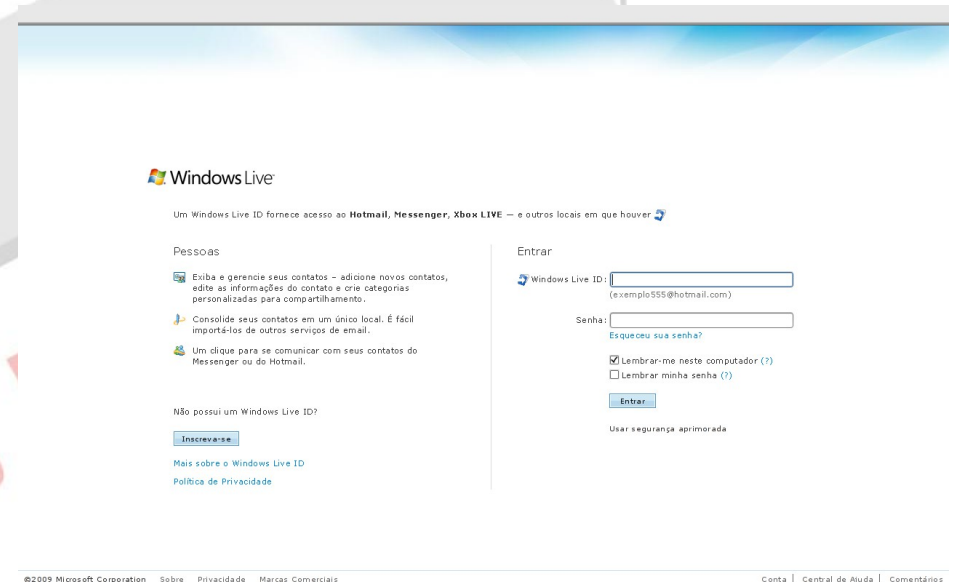 Windows Live
Um Windows Live ID fornece acesso ao Hotmail, Messenger, Xbox LIVE — e outros locais em que houver
Pessoas
Exiba e gerencie seus contatos – adicione novos contatos,
edite as informações do contato e crie categorias
personalizadas para compartilhamento.
Consolide seus contatos em um único local. É fácil
importá-los de outros serviços de email.
Um clique para se comunicar com seus contatos do
Messenger ou do Hotmail.
Não possui um Windows Live ID?
Inscreva-se
Mais sobre o Windows Live ID
Política de Privacidade
Entrar
Windows Live ID:
(exemplo555@hotmail.com)
Senha:
Esqueceu sua senha?
Lembrar-me neste computador (?)
Lembrar minha senha (?)
Entrar
Usar segurança aprimorada
©2009 Microsoft Corporation Sobre Privacidade Marcas Comerciais
Conta | Central de Ajuda | Comentários